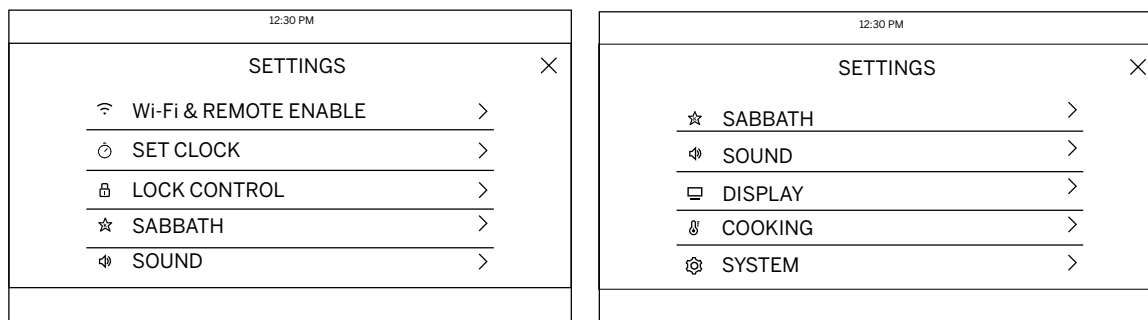 12:30 PM
SETTINGS
Wi-Fi & REMOTE ENABLE
SET CLOCK
LOCK CONTROL
SABBATH
SOUND
12:30 PM
SETTINGS
SABBATH
SOUND
DISPLAY
COOKING
SYSTEM